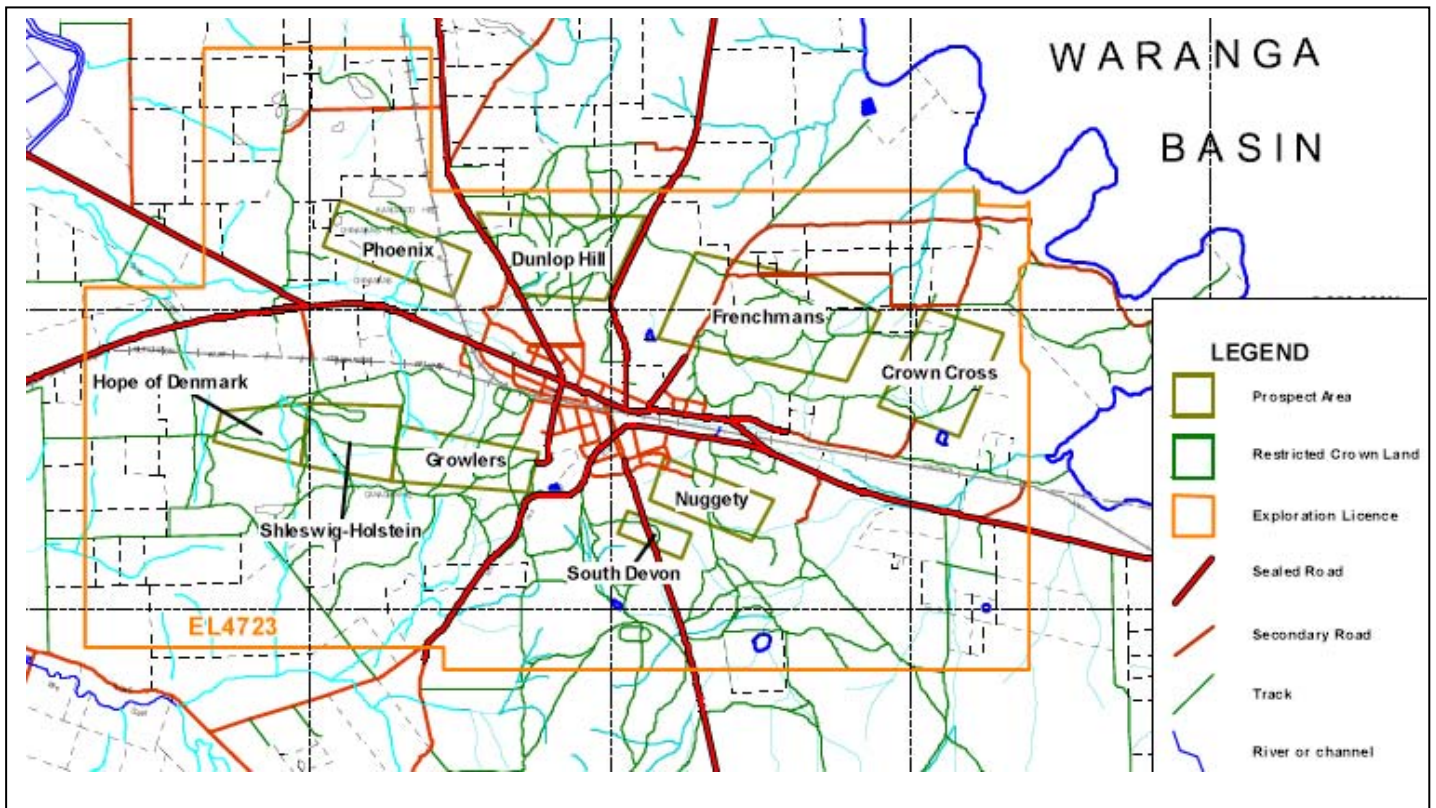 WARANGA
BASIN
Phoenix
Dunlop Hill
Frenchmans
Crown Cross
Hope of Denmark
Growlers
Shleswig-Holstein
Nuggety
South Devon
EL4723
LEGEND
Prospect Area
Restricted Crown Land
Exploration Licence
Sealed Road
Secondary Road
Track
River or channel